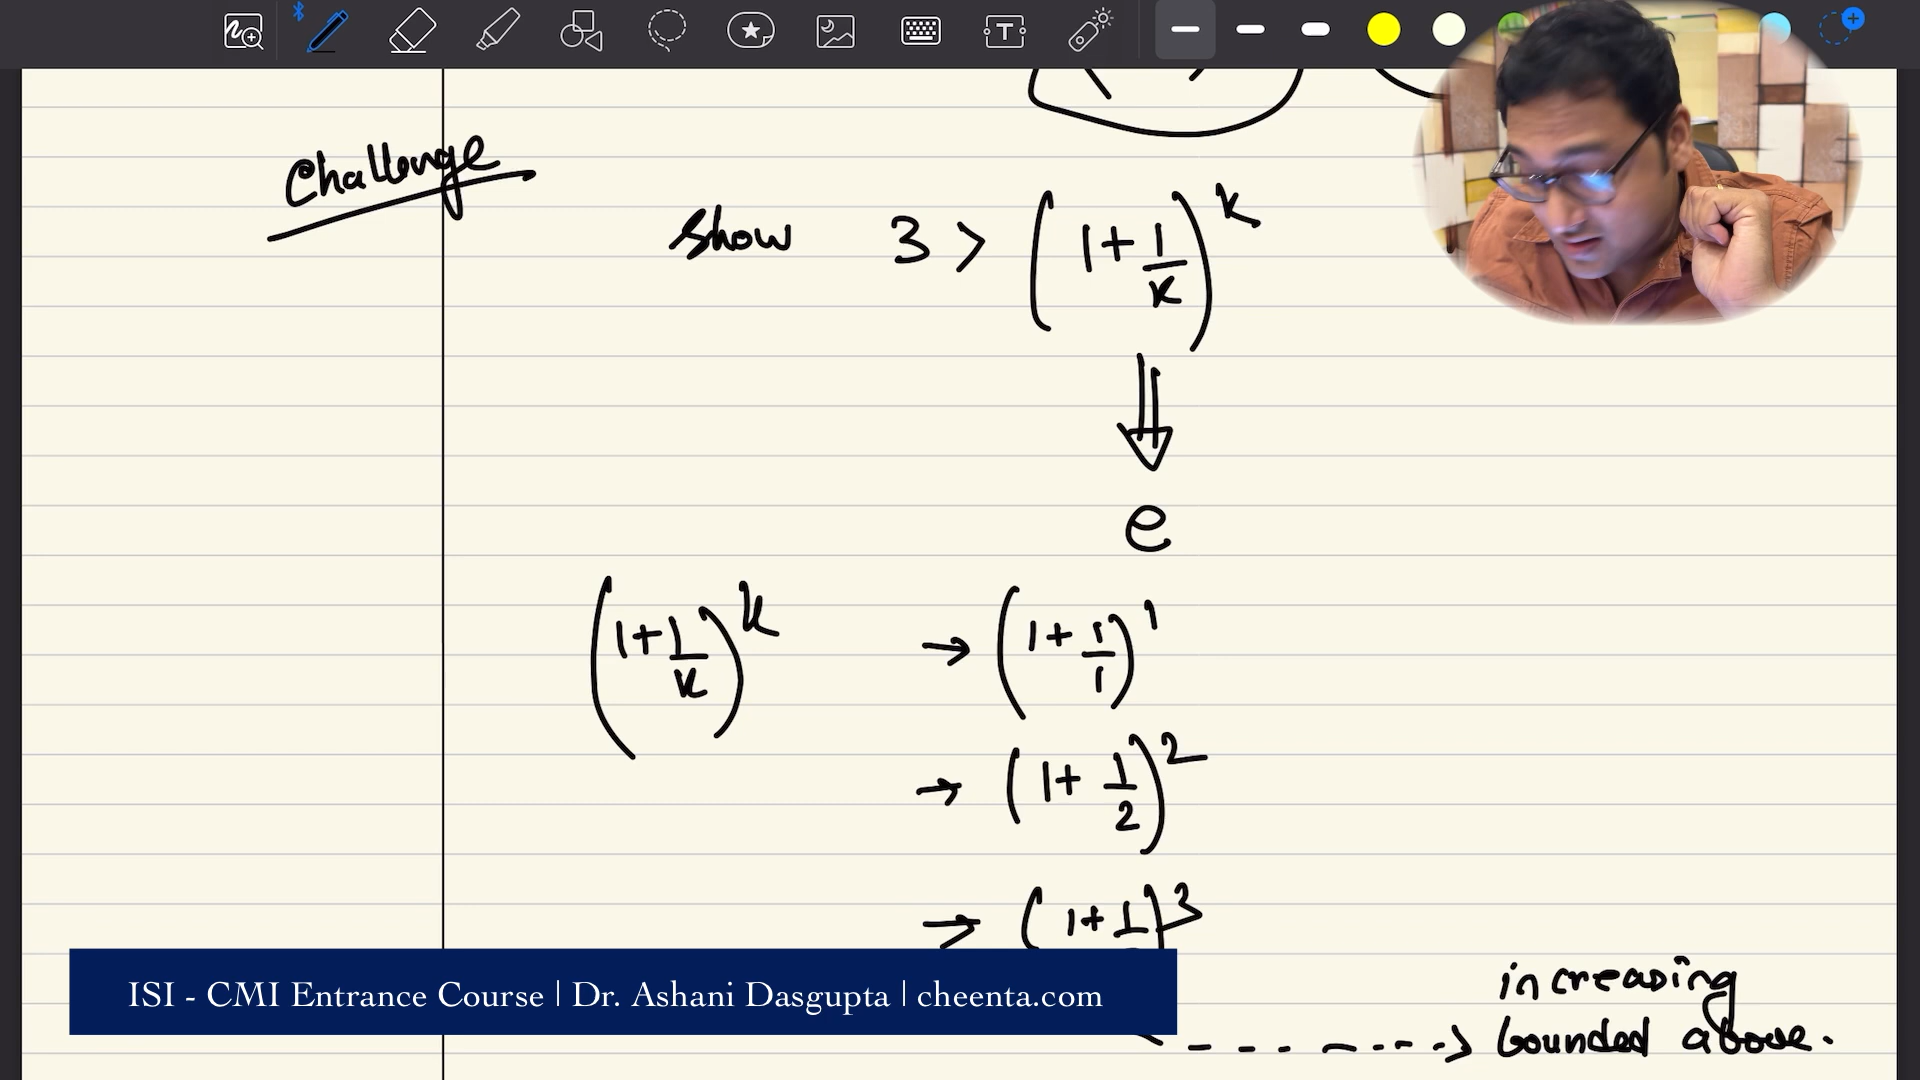 Challenge
Show 3 > (1+1/k)^k
⇓
e
(1+1/k)^k → (1+1/1)^1
→ (1+1/2)^2
→ (1+1/)^3
ISI - CMI Entrance Course | Dr. Ashani Dasgupta | cheenta.com
increasing
- - - - - -> bounded above.